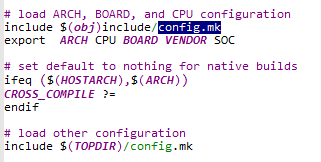 # load ARCH, BOARD, and CPU configuration
include $(obj)include/config.mk
export  ARCH CPU BOARD VENDOR SOC
# set default to nothing for native builds
ifeq ($(HOSTARCH),$(ARCH))
CROSS_COMPILE ?=
endif
# load other configuration
include $(TOPDIR)/config.mk